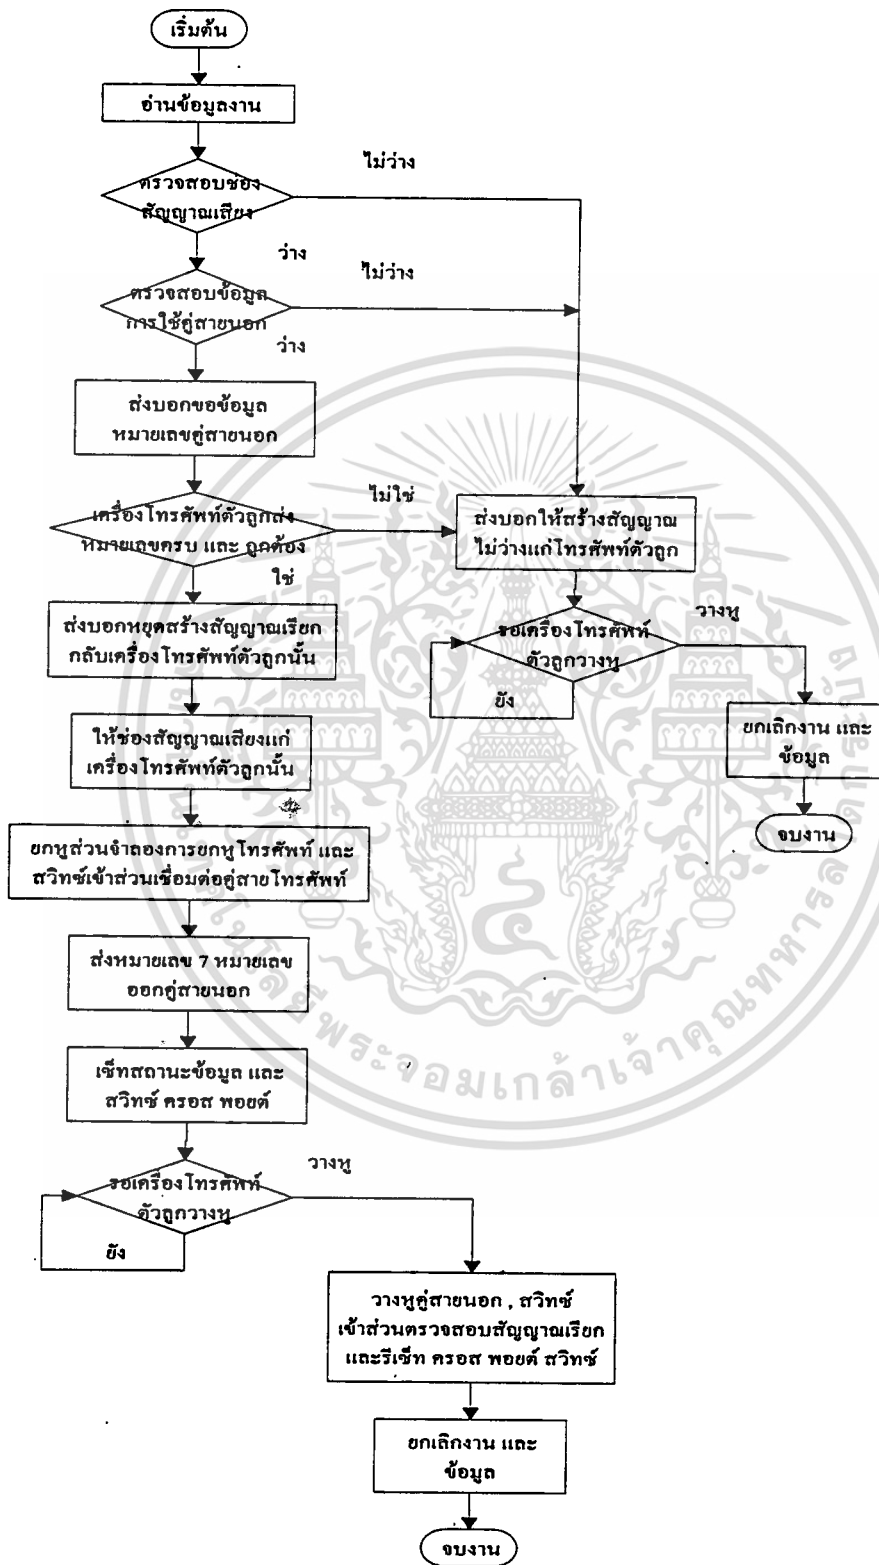 เริ่มต้น
อ่านข้อมูลงาน
ไม่ว่าง
ตรวจสอบช่อง
สัญญาณเสียง
ว่าง
ไม่ว่าง
ตรวจสอบข้อมูล
การใช้คู่สายนอก
ว่าง
ส่งบอกขอข้อมูล
หมายเลขคู่สายนอก
ไม่ใช่
เครื่องโทรศัพท์ตัวลูกส่ง
หมายเลขครบ และ ถูกต้อง
ใช่
ส่งบอกให้สร้างสัญญาณ
ไม่ว่างแก่โทรศัพท์ตัวลูก
ส่งบอกหยุดสร้างสัญญาณเรียก
กลับเครื่องโทรศัพท์ตัวลูกนั้น
วางหู
รอเครื่องโทรศัพท์
ตัวลูกวางหู
ยัง
ให้ช่องสัญญาณเสียงแก่
เครื่องโทรศัพท์ตัวลูกนั้น
ยกเลิกงาน และ
ข้อมูล
จบงาน
ยกหูส่วนจำลองการยกหูโทรศัพท์ และ
สวิทซ์เข้าส่วนเชื่อมต่อคู่สายโทรศัพท์
ส่งหมายเลข 7 หมายเลข
ออกคู่สายนอก
เซ็ทสถานะข้อมูล และ
สวิทซ์ ครอส พอยต์
วางหู
รอเครื่องโทรศัพท์
ตัวลูกวางหู
ยัง
วางหูคู่สายนอก , สวิทซ์
เข้าส่วนตรวจสอบสัญญาณเรียก
และรีเซ็ท ครอส พอยต์ สวิทซ์
ยกเลิกงาน และ
ข้อมูล
จบงาน
พระจอมเกล้าเจ้าคุณทหาร